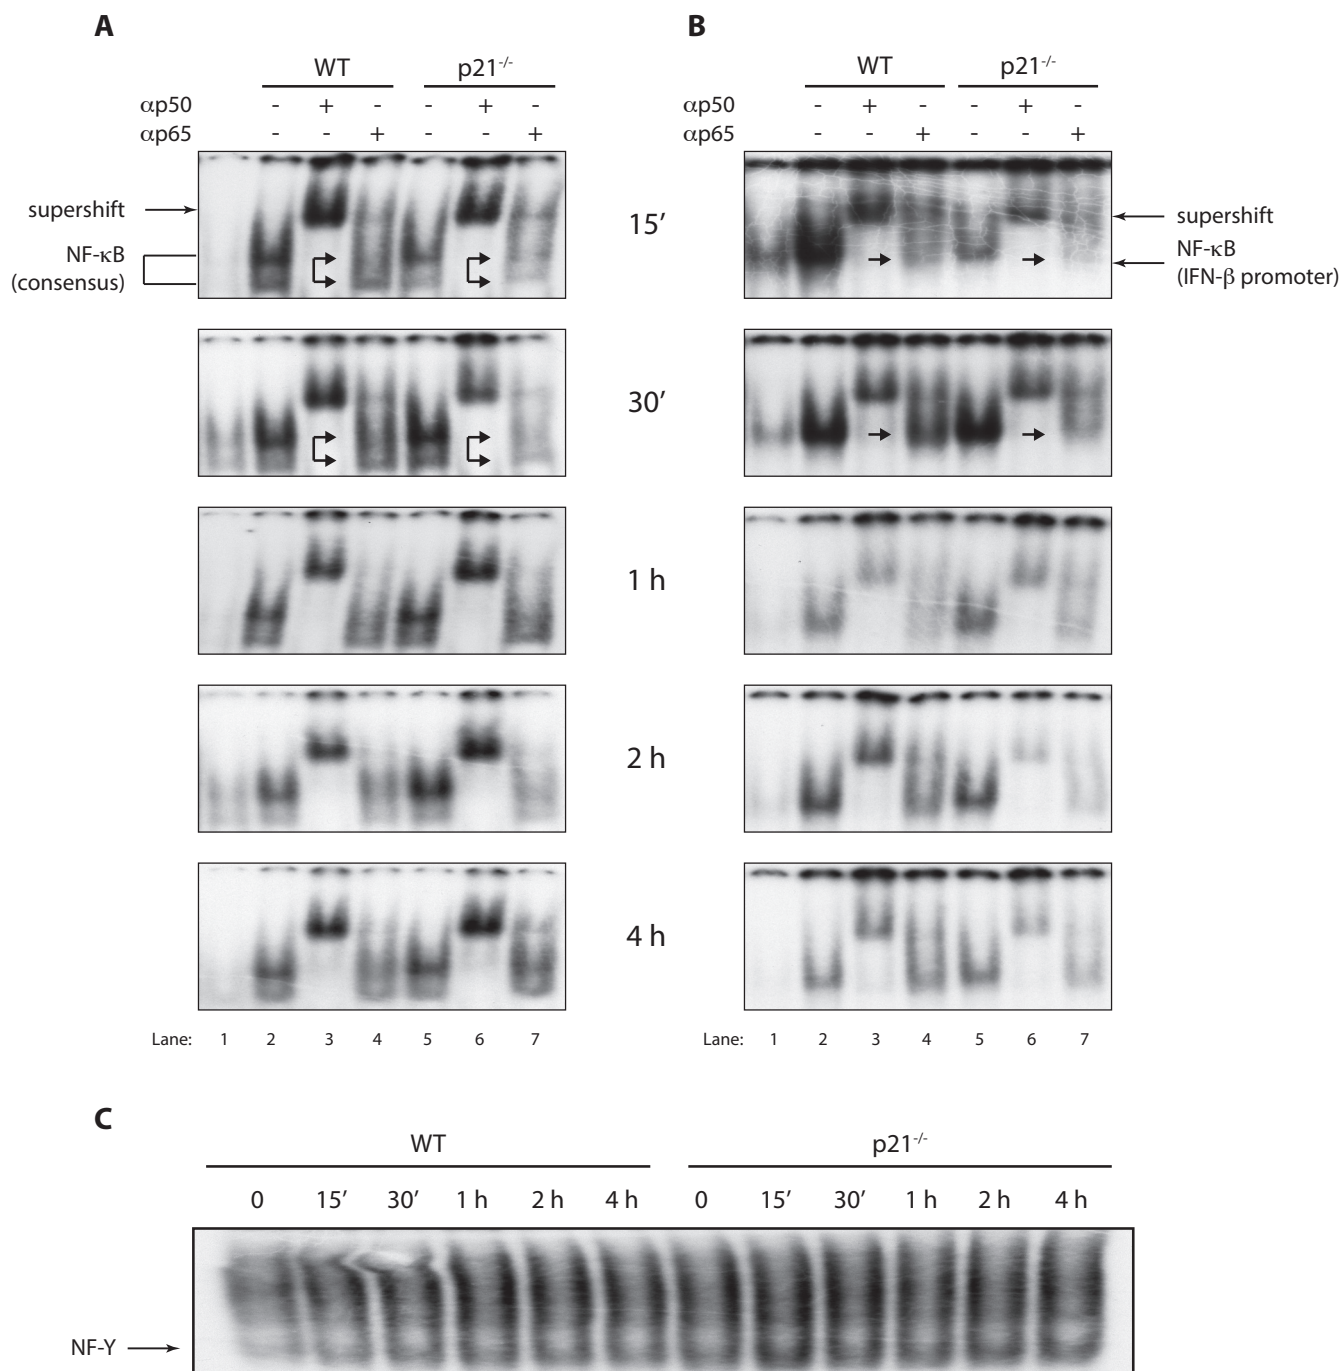 A
B
WT
p21-/-
WT
p21-/-
αp50 - + - - + -
αp65 - - + - - +
αp50 - + - - + -
αp65 - - + - - +
supershift
NF-κB
(consensus)
15′
supershift
NF-κB
(IFN-β promoter)
30′
1 h
2 h
4 h
Lane: 1 2 3 4 5 6 7
Lane: 1 2 3 4 5 6 7
C
WT
p21-/-
0 15′ 30′ 1 h 2 h 4 h 0 15′ 30′ 1 h 2 h 4 h
NF-Y